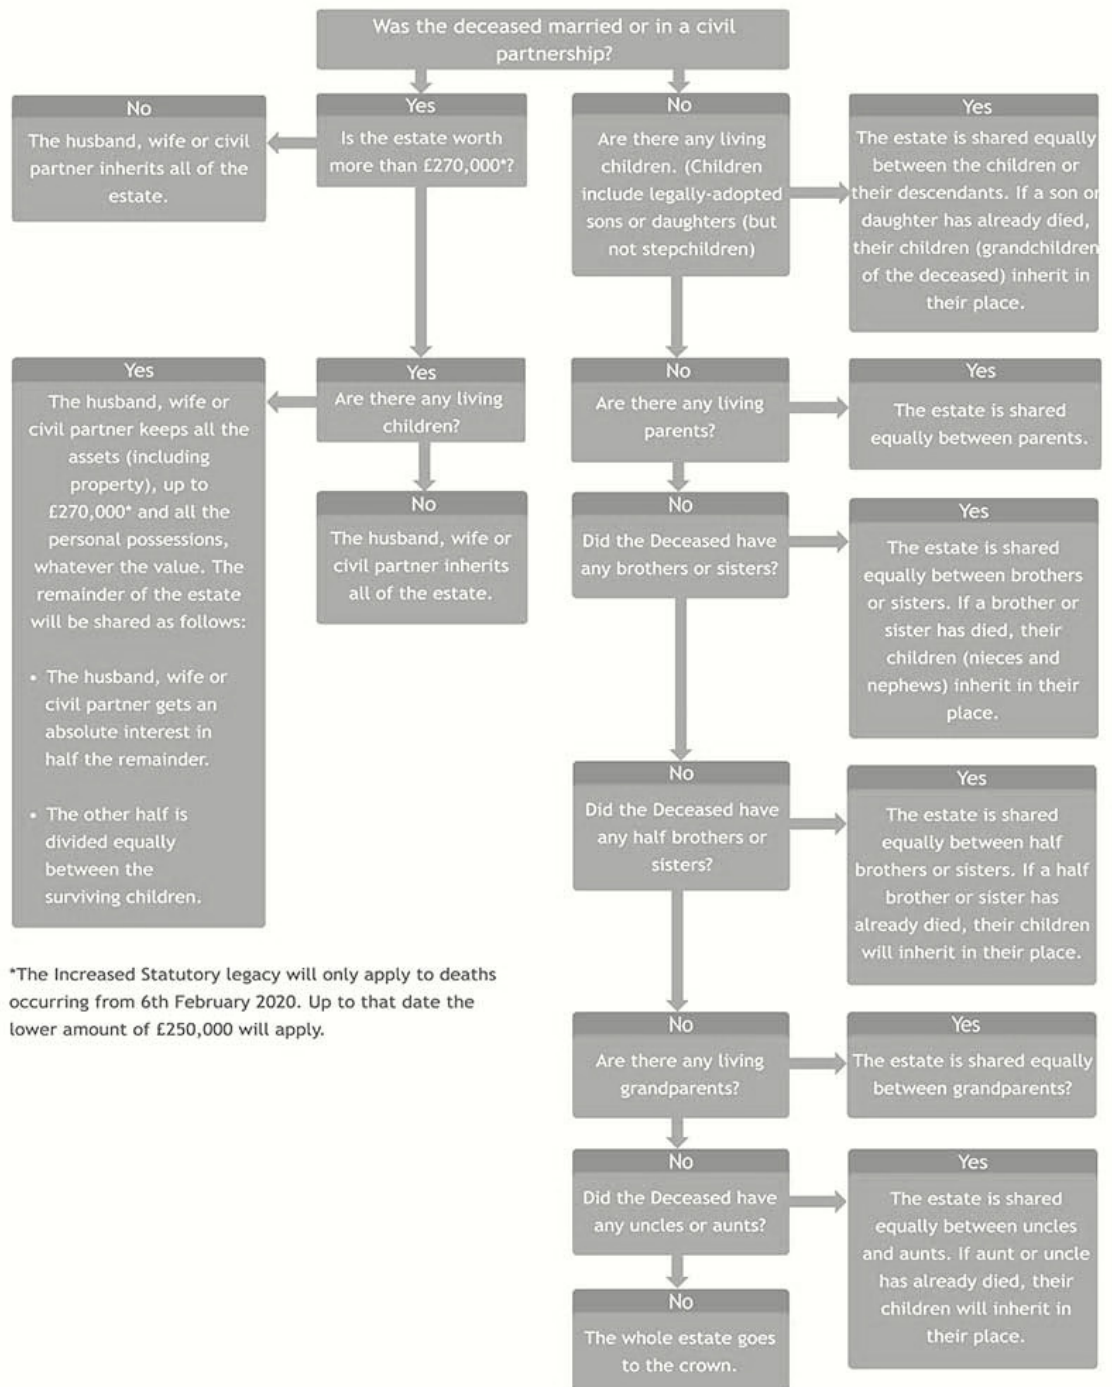 Was the deceased married or in a civil
partnership?
No
The husband, wife or civil
partner inherits all of the
estate.
Yes
Is the estate worth
more than £270,000*?
No
Are there any living
children. (Children
include legally-adopted
sons or daughters (but
not stepchildren)
Yes
The estate is shared equally
between the children or
their descendants. If a son or
daughter has already died,
their children (grandchildren
of the deceased) inherit in
their place.
Yes
The husband, wife or
civil partner keeps all the
assets (including
property), up to
£270,000* and all the
personal possessions,
whatever the value. The
remainder of the estate
will be shared as follows:
• The husband, wife or
civil partner gets an
absolute interest in
half the remainder.
• The other half is
divided equally
between the
surviving children.
Yes
Are there any living
children?
No
The husband, wife or
civil partner inherits
all of the estate.
No
Are there any living
parents?
Yes
The estate is shared
equally between parents.
No
Did the Deceased have
any brothers or sisters?
Yes
The estate is shared
equally between brothers
or sisters. If a brother or
sister has died, their
children (nieces and
nephews) inherit in their
place.
No
Did the Deceased have
any half brothers or
sisters?
Yes
The estate is shared
equally between half
brothers or sisters. If a half
brother or sister has
already died, their children
will inherit in their place.
*The Increased Statutory legacy will only apply to deaths
occurring from 6th February 2020. Up to that date the
lower amount of £250,000 will apply.
No
Are there any living
grandparents?
Yes
The estate is shared equally
between grandparents?
No
Did the Deceased have
any uncles or aunts?
Yes
The estate is shared
equally between uncles
and aunts. If aunt or uncle
has already died, their
children will inherit in
their place.
No
The whole estate goes
to the crown.